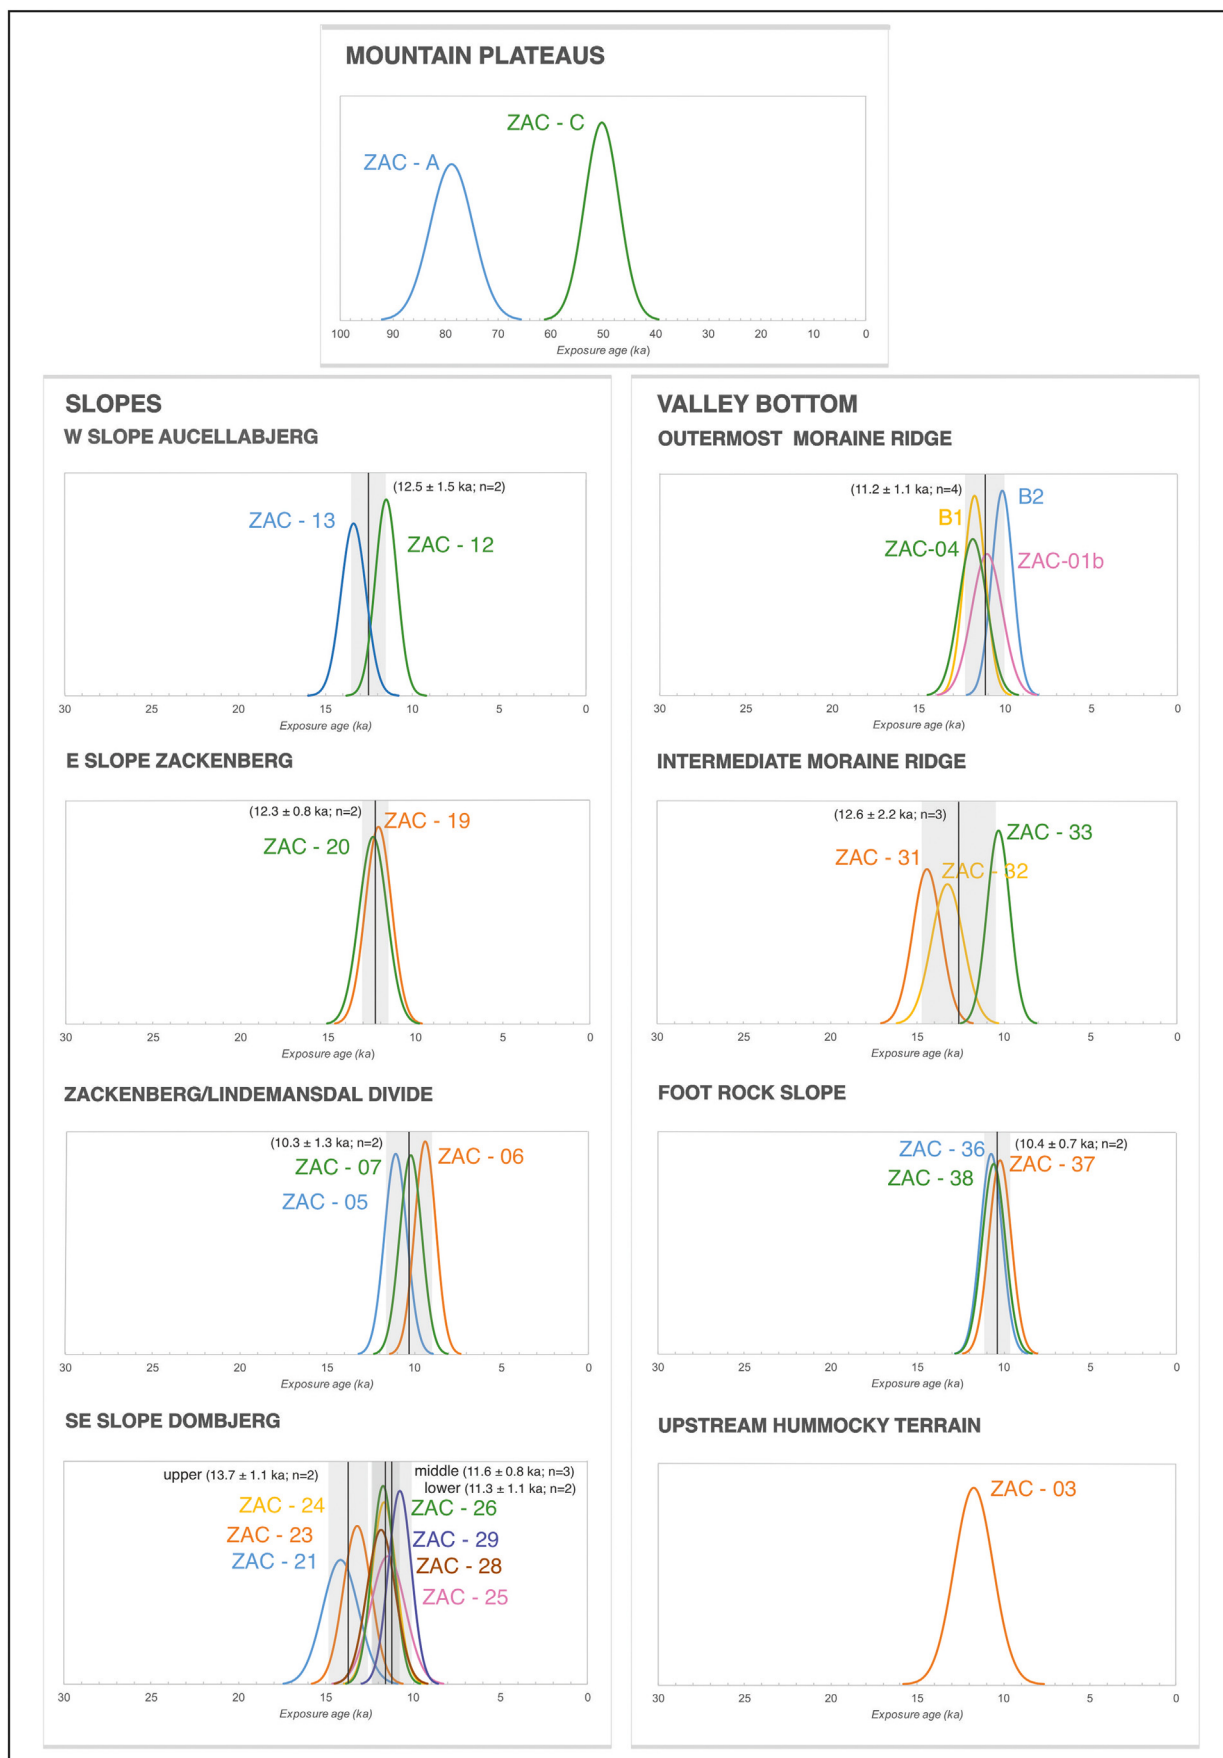 MOUNTAIN PLATEAUS
ZAC - C
ZAC - A
100 90 80 70 60 50 40 30 20 10 0
Exposure age (ka)
SLOPES
W SLOPE AUCELLABJERG
(12.5 ± 1.5 ka; n=2)
ZAC - 13
ZAC - 12
30 25 20 15 10 5 0
Exposure age (ka)
E SLOPE ZACKENBERG
(12.3 ± 0.8 ka; n=2)
ZAC - 19
ZAC - 20
30 25 20 15 10 5 0
Exposure age (ka)
ZACKENBERG/LINDEMANSDAL DIVIDE
(10.3 ± 1.3 ka; n=2)
ZAC - 06
ZAC - 07
ZAC - 05
30 25 20 15 10 5 0
Exposure age (ka)
SE SLOPE DOMBJERG
upper (13.7 ± 1.1 ka; n=2)
middle (11.6 ± 0.8 ka; n=3)
lower (11.3 ± 1.1 ka; n=2)
ZAC - 24
ZAC - 26
ZAC - 23
ZAC - 29
ZAC - 21
ZAC - 28
ZAC - 25
30 25 20 15 10 5 0
Exposure age (ka)
VALLEY BOTTOM
OUTERMOST MORAINE RIDGE
(11.2 ± 1.1 ka; n=4)
B2
B1
ZAC-04
ZAC-01b
30 25 20 15 10 5 0
Exposure age (ka)
INTERMEDIATE MORAINE RIDGE
(12.6 ± 2.2 ka; n=3)
ZAC - 33
ZAC - 31
ZAC - 32
30 25 20 15 10 5 0
Exposure age (ka)
FOOT ROCK SLOPE
(10.4 ± 0.7 ka; n=2)
ZAC - 36
ZAC - 37
ZAC - 38
30 25 20 15 10 5 0
Exposure age (ka)
UPSTREAM HUMMOCKY TERRAIN
ZAC - 03
30 25 20 15 10 5 0
Exposure age (ka)